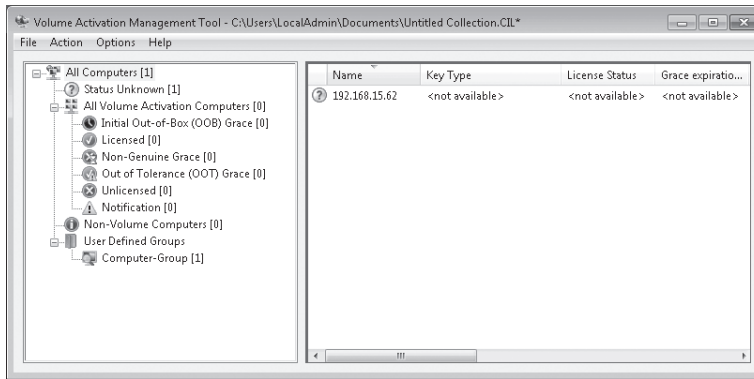 Volume Activation Management Tool - C:\Users\LocalAdmin\Documents\Untitled Collection.CIL*
File Action Options Help
All Computers [1]
Status Unknown [1]
All Volume Activation Computers [0]
Initial Out-of-Box (OOB) Grace [0]
Licensed [0]
Non-Genuine Grace [0]
Out of Tolerance (OOT) Grace [0]
Unlicensed [0]
Notification [0]
Non-Volume Computers [0]
User Defined Groups
Computer-Group [1]
Name Key Type License Status Grace expiratio...
192.168.15.62 <not available> <not available> <not available>